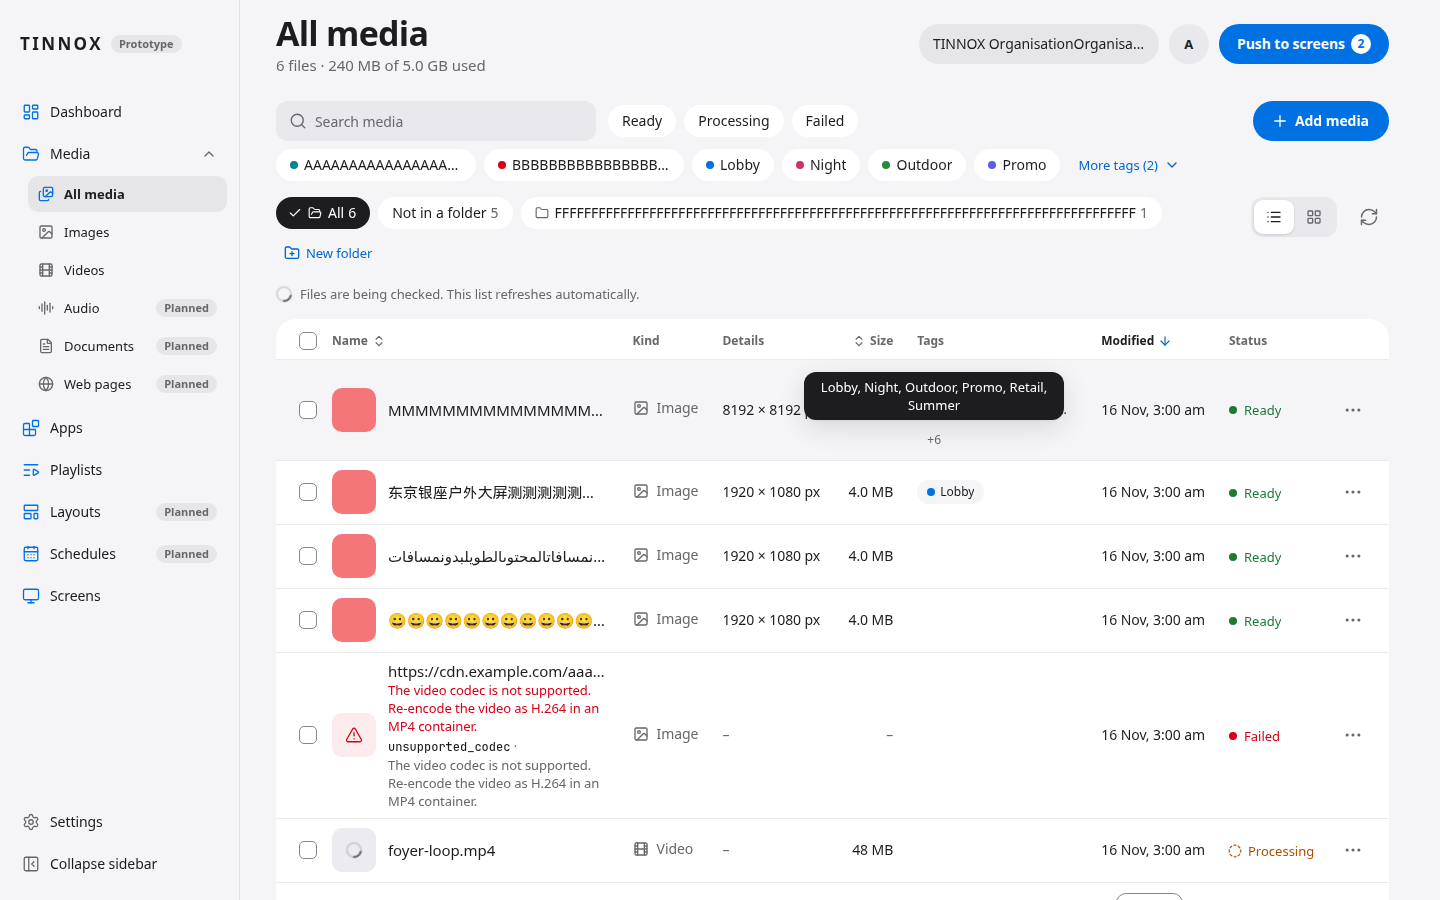 TINNOX Prototype
Dashboard
Media
All media
Images
Videos
Audio Planned
Documents Planned
Web pages Planned
Apps
Playlists
Layouts Planned
Schedules Planned
Screens
Settings
Collapse sidebar
All media
6 files · 240 MB of 5.0 GB used
TINNOX OrganisationOrganisa...
A
Push to screens 2
Search media
Ready
Processing
Failed
Add media
AAAAAAAAAAAAAAAA...
BBBBBBBBBBBBBBBB...
Lobby
Night
Outdoor
Promo
More tags (2)
All 6
Not in a folder 5
New folder
Files are being checked. This list refreshes automatically.
Name Kind Details Size Tags Modified Status
Lobby, Night, Outdoor, Promo, Retail,
Summer
MMMMMMMMMMMMMMM... Image 8192 × 8192 16 Nov, 3:00 am Ready
+6
东京银座户外大屏测测测测测... Image 1920 × 1080 px 4.0 MB Lobby 16 Nov, 3:00 am Ready
نمسافاتالمحتوىالطويلبدونمسافات... Image 1920 × 1080 px 4.0 MB 16 Nov, 3:00 am Ready
😀😀😀😀😀😀😀😀😀😀😀... Image 1920 × 1080 px 4.0 MB 16 Nov, 3:00 am Ready
https://cdn.example.com/aaa...
The video codec is not supported.
Re-encode the video as H.264 in an
MP4 container.
unsupported_codec ·
The video codec is not supported.
Re-encode the video as H.264 in an
MP4 container.
Image – – 16 Nov, 3:00 am Failed
foyer-loop.mp4 Video – 48 MB 16 Nov, 3:00 am Processing